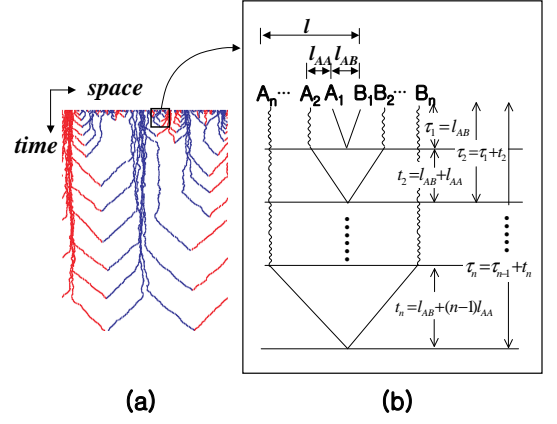 space
time
(a)
l
l_AA l_AB
A_n ··· A_2 A_1 B_1 B_2 ··· B_n
τ_1 = l_AB
t_2 = l_AB + l_AA
τ_2 = τ_1 + t_2
τ_n = τ_{n-1} + t_n
t_n = l_AB + (n-1)l_AA
(b)